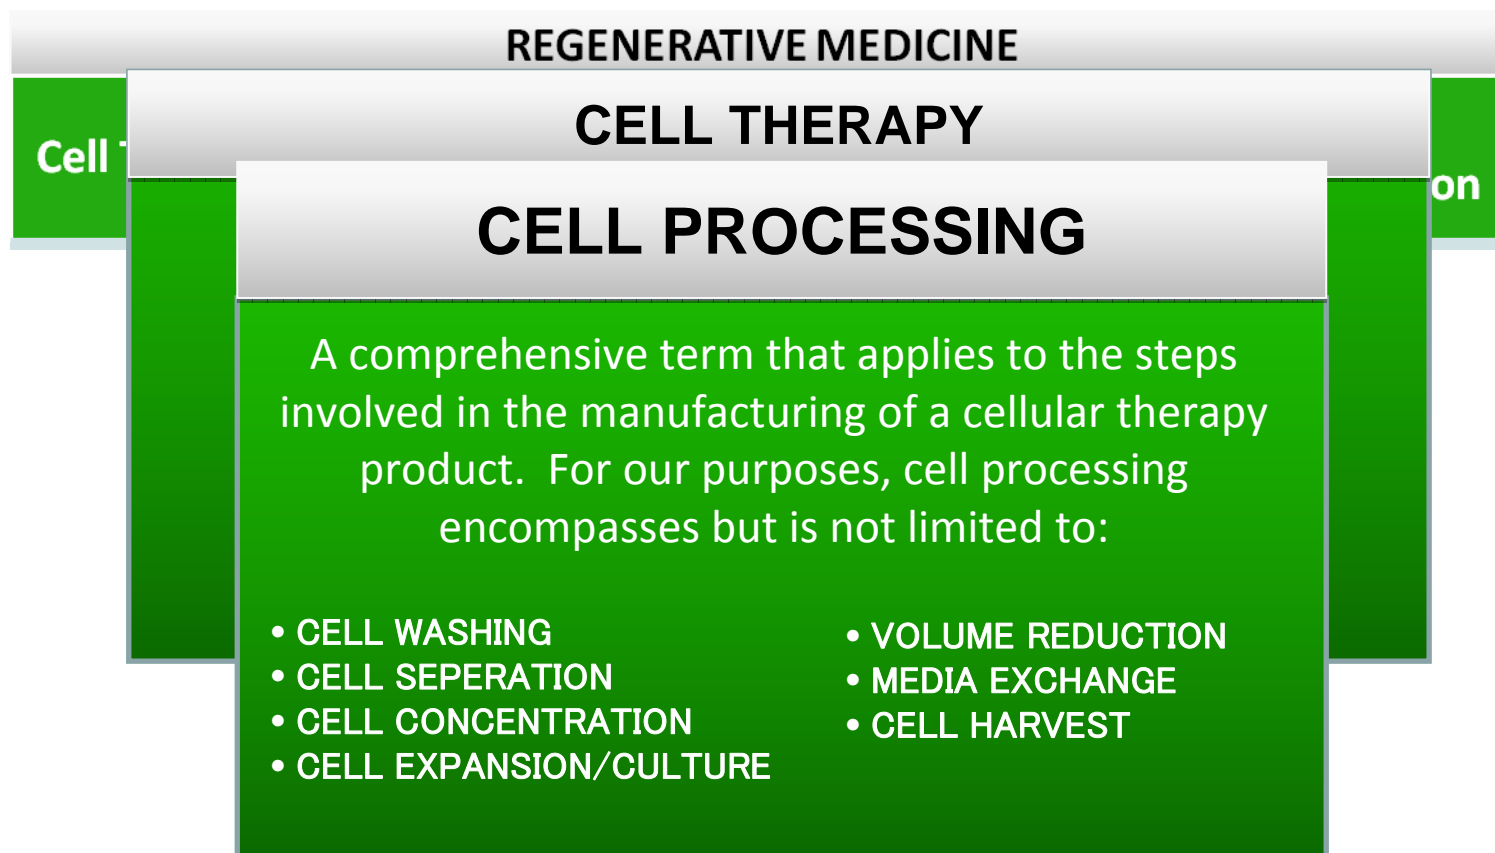 REGENERATIVE MEDICINE
CELL THERAPY
Cell
on
CELL PROCESSING
A comprehensive term that applies to the steps
involved in the manufacturing of a cellular therapy
product.  For our purposes, cell processing
encompasses but is not limited to:
• CELL WASHING
• CELL SEPERATION
• CELL CONCENTRATION
• CELL EXPANSION/CULTURE
• VOLUME REDUCTION
• MEDIA EXCHANGE
• CELL HARVEST